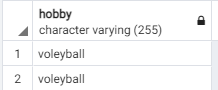 hobby
character varying (255)
1 voleyball
2 voleyball